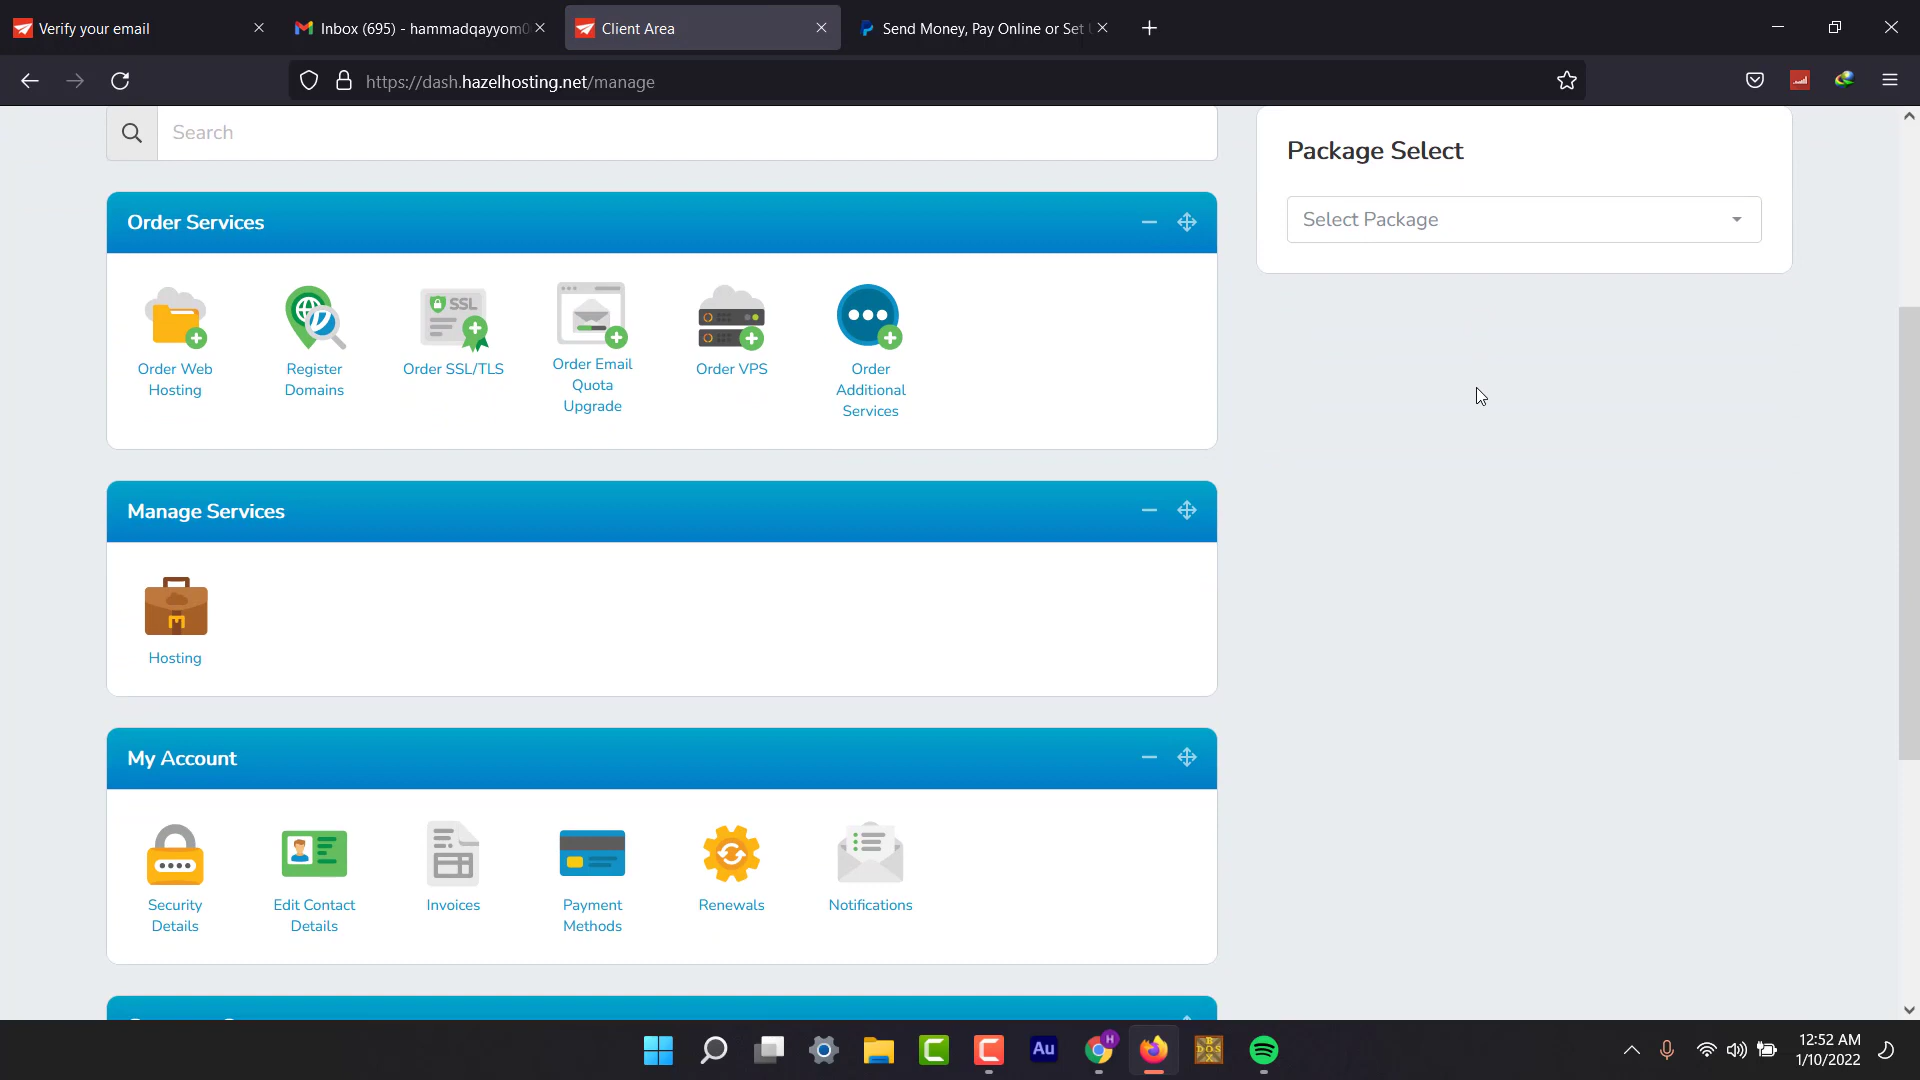 Verify your email
Inbox (695) - hammadqayyom0
Client Area
Send Money, Pay Online or Set
https://dash.hazelhosting.net/manage
Search
Package Select
Select Package
Order Services
SSL
Order Web
Hosting
Register
Domains
Order SSL/TLS
Order Email
Quota
Upgrade
Order VPS
Order
Additional
Services
Manage Services
Hosting
My Account
Security
Details
Edit Contact
Details
Invoices
Payment
Methods
Renewals
Notifications
Au
H
12:52 AM
1/10/2022